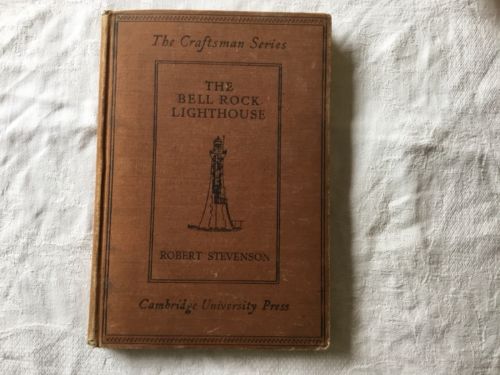 The Craftsman Series
THE
BELL ROCK
LIGHTHOUSE
ROBERT STEVENSON
Cambridge University Press